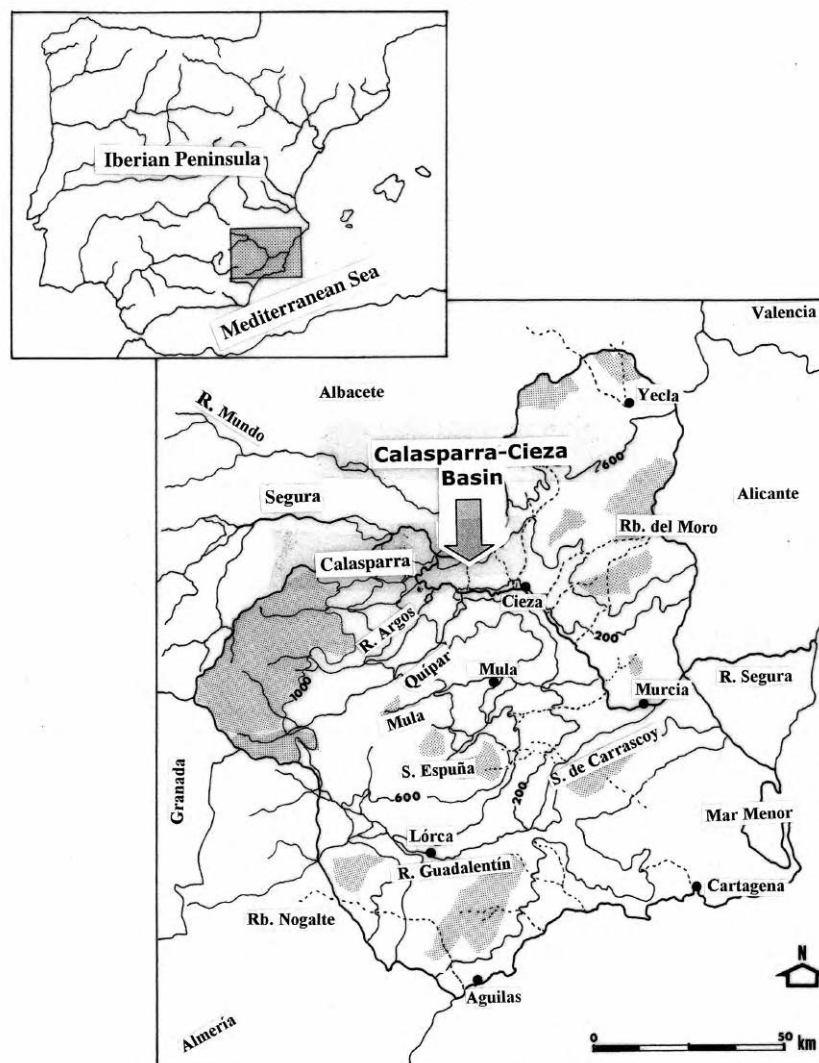 Iberian Peninsula
Mediterranean Sea
Valencia
Albacete
Yecla
R. Mundo
Calasparra-Cieza
Basin
600
Segura
Alicante
Rb. del Moro
Calasparra
Cieza
R. Argos
200
Quipar
Mula
1000
R. Segura
Murcia
Mula
S. Espuña
S. de Carrascoy
Granada
600
200
Mar Menor
Lórca
R. Guadalentín
Cartagena
Rb. Nogalte
N
Aguilas
Almería
0 50 km